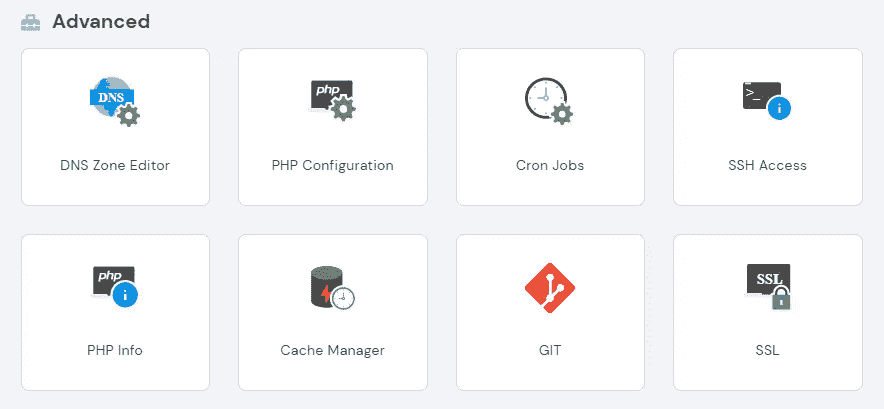 Advanced
DNS
php
>_
i
DNS Zone Editor
PHP Configuration
Cron Jobs
SSH Access
php
i
SSL
PHP Info
Cache Manager
GIT
SSL